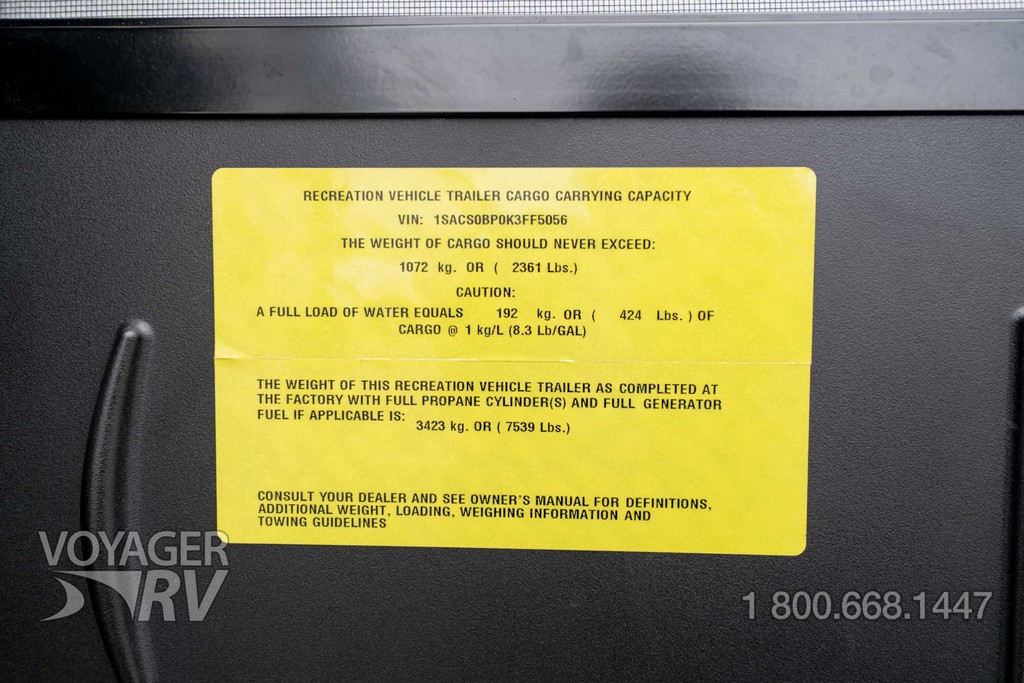 RECREATION VEHICLE TRAILER CARGO CARRYING CAPACITY
VIN: 1SACS0BP0K3FF5056
THE WEIGHT OF CARGO SHOULD NEVER EXCEED:
1072 kg. OR ( 2361 Lbs.)
CAUTION:
A FULL LOAD OF WATER EQUALS 192 kg. OR ( 424 Lbs. ) OF
CARGO @ 1 kg/L (8.3 Lb/GAL)
THE WEIGHT OF THIS RECREATION VEHICLE TRAILER AS COMPLETED AT
THE FACTORY WITH FULL PROPANE CYLINDER(S) AND FULL GENERATOR
FUEL IF APPLICABLE IS:
3423 kg. OR ( 7539 Lbs.)
CONSULT YOUR DEALER AND SEE OWNER'S MANUAL FOR DEFINITIONS,
ADDITIONAL WEIGHT, LOADING, WEIGHING INFORMATION AND
TOWING GUIDELINES
VOYAGER
RV
1 800.668.1447